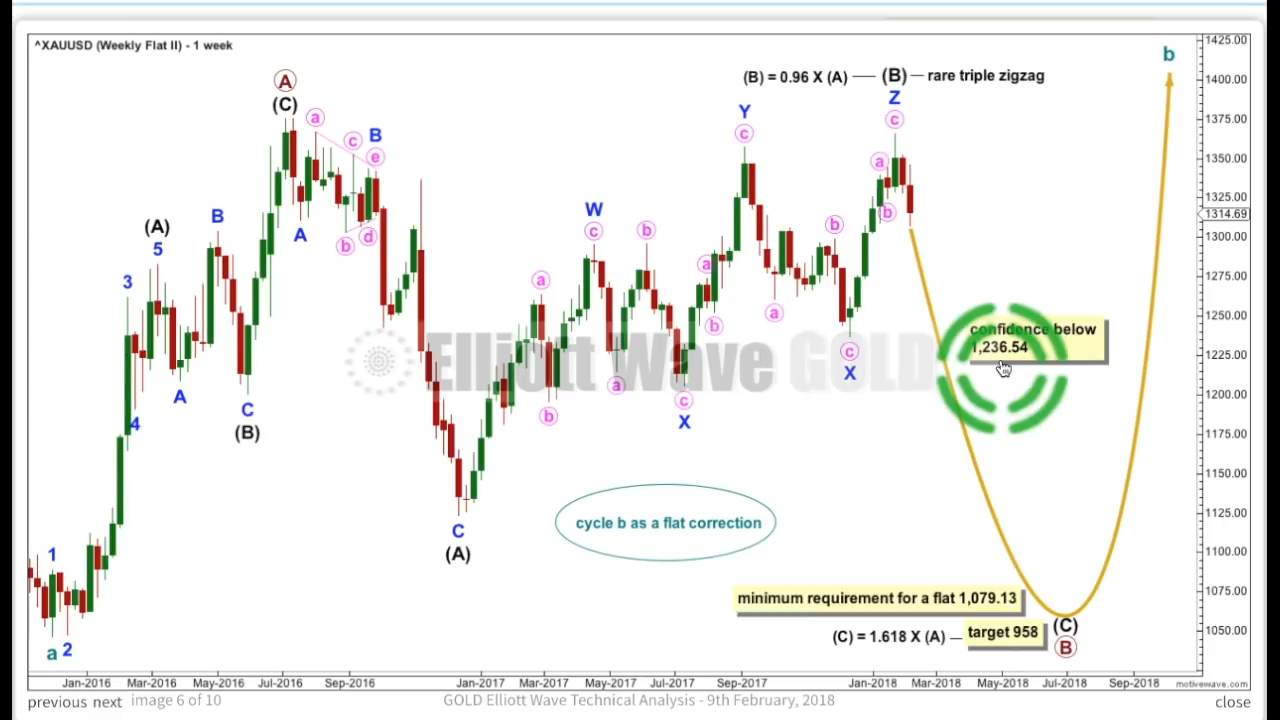 ^XAUUSD (Weekly Flat II) - 1 week
1425.00
b
(B) = 0.96 X (A) — (B) — rare triple zigzag
1400.00
A
(C)
Z
Y
a
c
1375.00
c
B
c
e
a
1350.00
1325.00
B
A
W
b
1314.69
(A)
5
b
d
c
b
b
1300.00
3
a
a
1275.00
a
b
1250.00
confidence below
1,236.54
Elliott Wave GOLD
c
X
1225.00
A
a
4
C
(B)
b
c
X
1200.00
1175.00
1150.00
C
(A)
cycle b as a flat correction
1125.00
1
1100.00
minimum requirement for a flat 1,079.13
1075.00
(C) = 1.618 X (A) — target 958
(C)
B
1050.00
a
2
Jan-2016 Mar-2016 May-2016 Jul-2016 Sep-2016 Jan-2017 Mar-2017 May-2017 Jul-2017 Sep-2017 Jan-2018 Mar-2018 May-2018 Jul-2018 Sep-2018
motivewave.com
previous next image 6 of 10 GOLD Elliott Wave Technical Analysis - 9th February, 2018 close